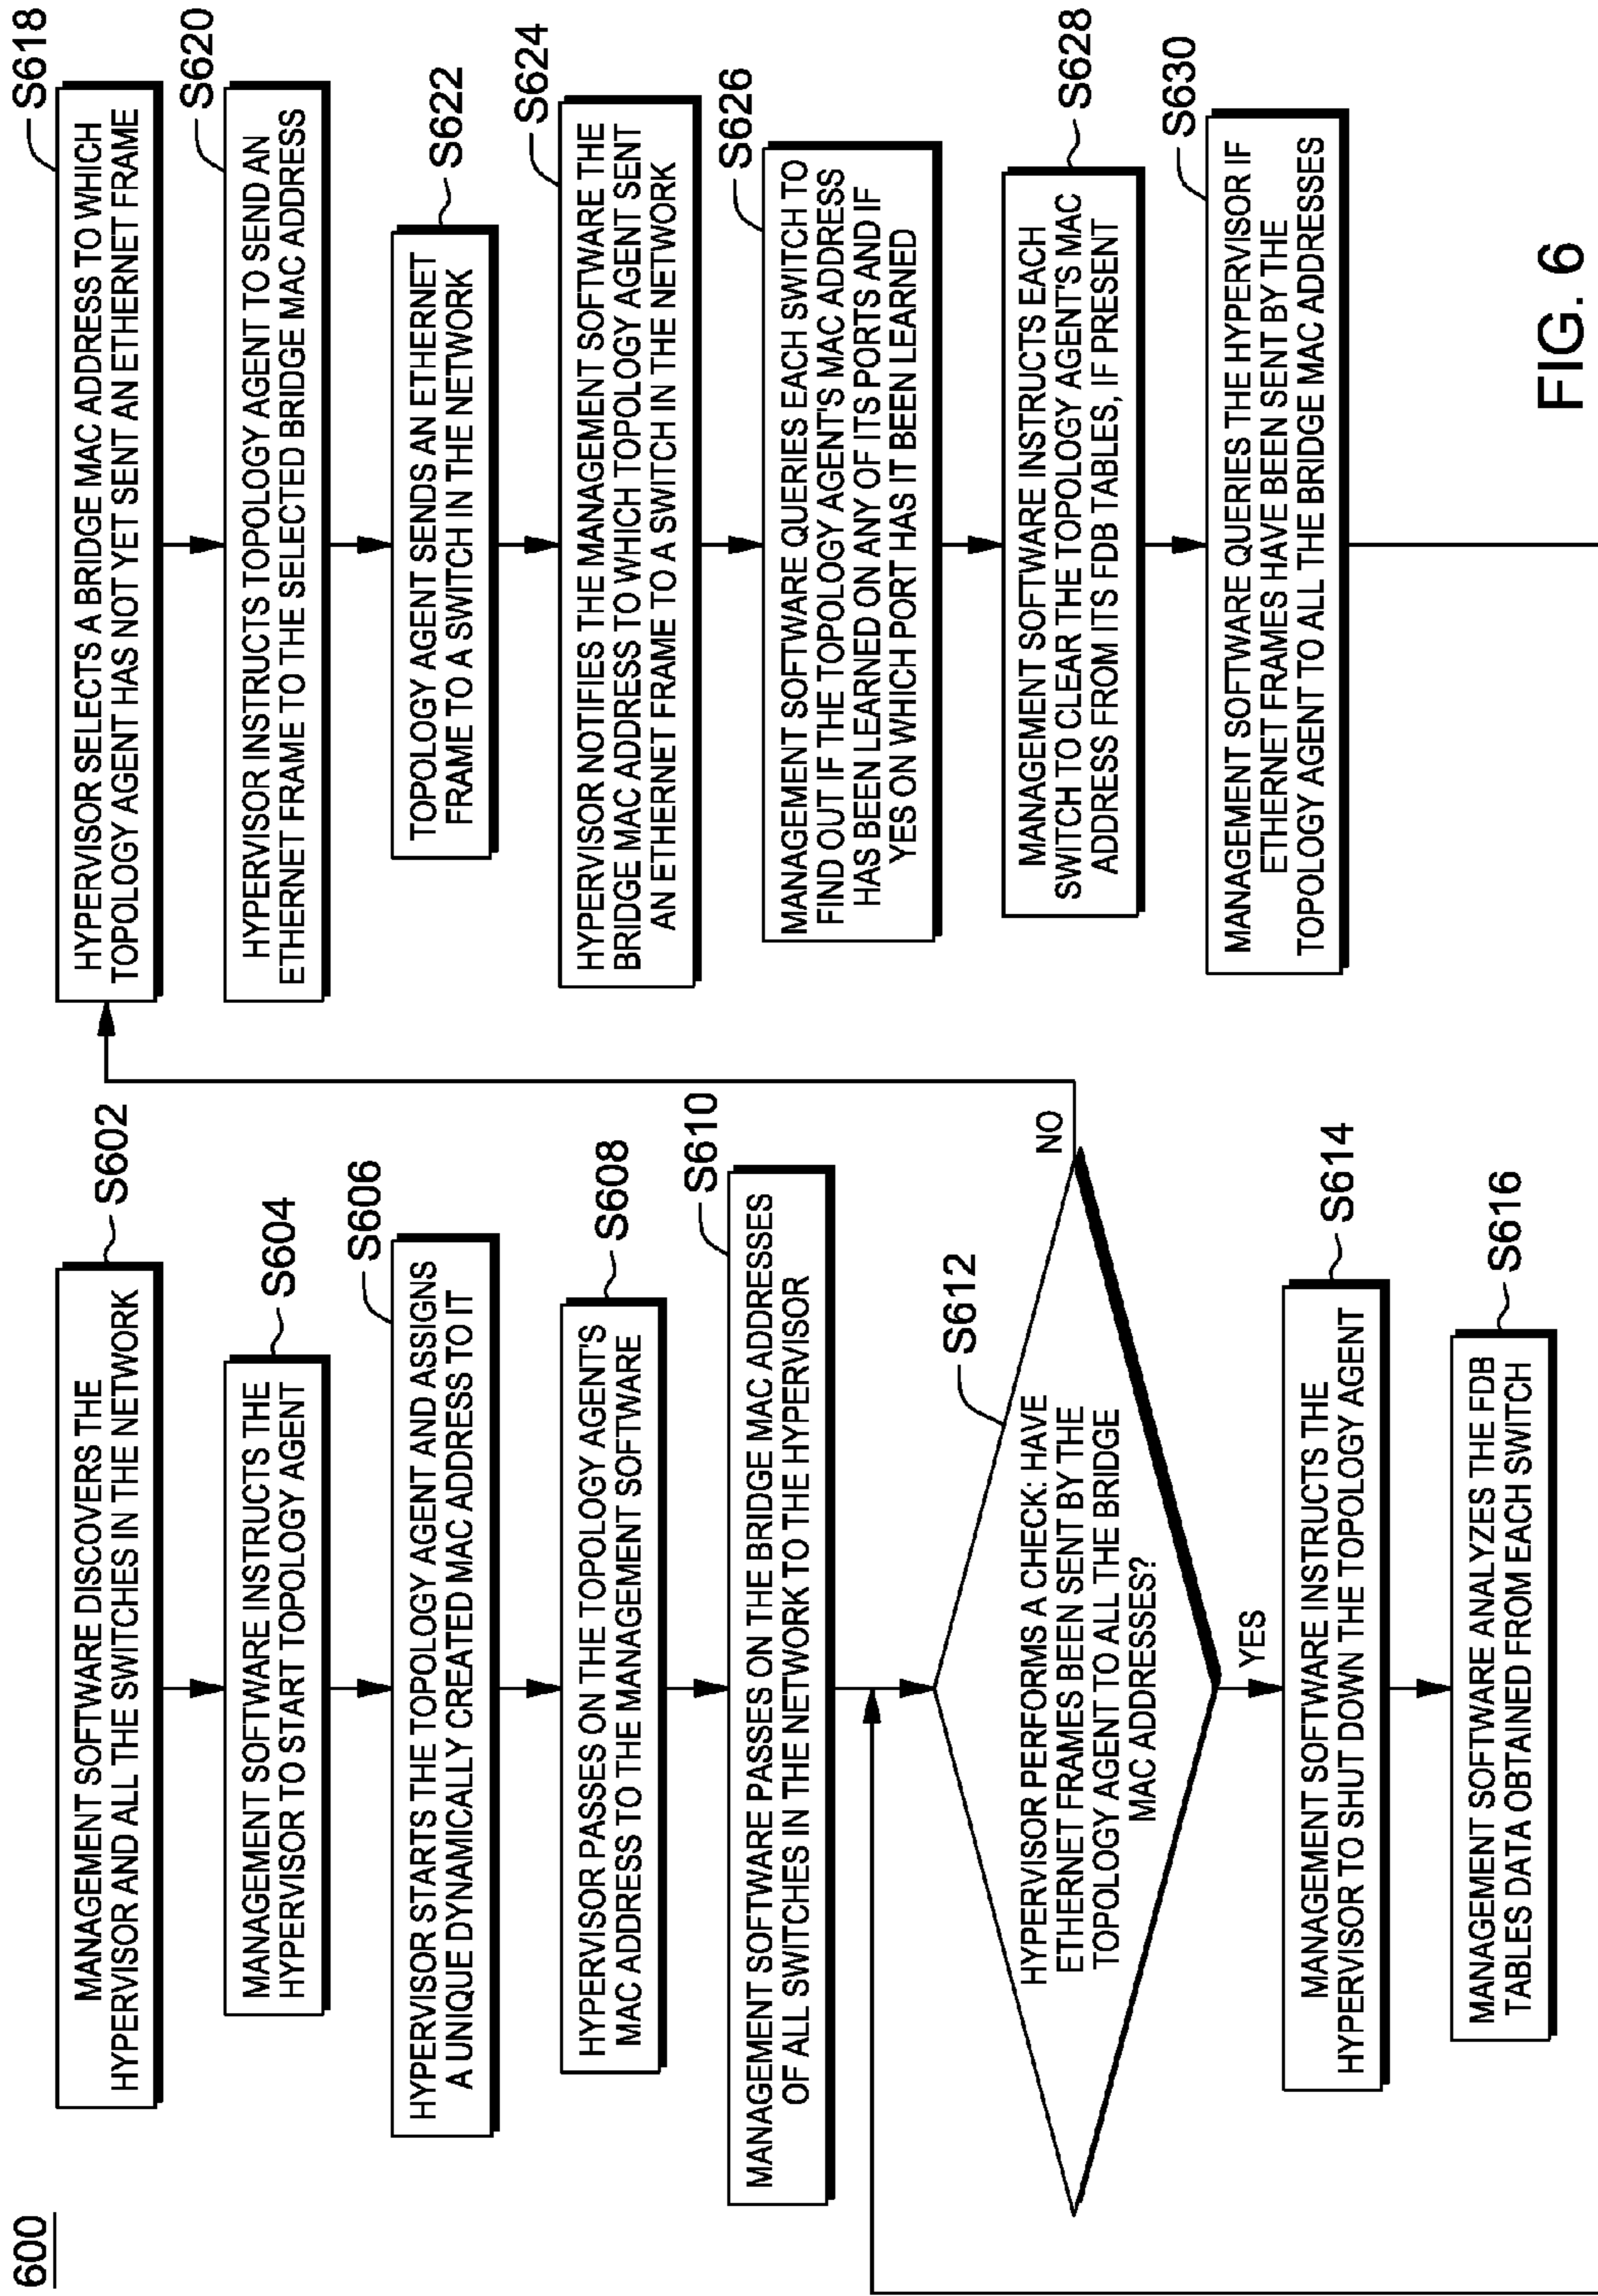 600
MANAGEMENT SOFTWARE DISCOVERS THE
HYPERVISOR AND ALL THE SWITCHES IN THE NETWORK
S602
MANAGEMENT SOFTWARE INSTRUCTS THE
HYPERVISOR TO START TOPOLOGY AGENT
S604
HYPERVISOR STARTS THE TOPOLOGY AGENT AND ASSIGNS
A UNIQUE DYNAMICALLY CREATED MAC ADDRESS TO IT
S606
HYPERVISOR PASSES ON THE TOPOLOGY AGENT'S
MAC ADDRESS TO THE MANAGEMENT SOFTWARE
S608
MANAGEMENT SOFTWARE PASSES ON THE BRIDGE MAC ADDRESSES
OF ALL SWITCHES IN THE NETWORK TO THE HYPERVISOR
S610
HYPERVISOR PERFORMS A CHECK: HAVE
ETHERNET FRAMES BEEN SENT BY THE
TOPOLOGY AGENT TO ALL THE BRIDGE
MAC ADDRESSES?
S612
NO
YES
MANAGEMENT SOFTWARE INSTRUCTS THE
HYPERVISOR TO SHUT DOWN THE TOPOLOGY AGENT
S614
MANAGEMENT SOFTWARE ANALYZES THE FDB
TABLES DATA OBTAINED FROM EACH SWITCH
S616
HYPERVISOR SELECTS A BRIDGE MAC ADDRESS TO WHICH
TOPOLOGY AGENT HAS NOT YET SENT AN ETHERNET FRAME
S618
HYPERVISOR INSTRUCTS TOPOLOGY AGENT TO SEND AN
ETHERNET FRAME TO THE SELECTED BRIDGE MAC ADDRESS
S620
TOPOLOGY AGENT SENDS AN ETHERNET
FRAME TO A SWITCH IN THE NETWORK
S622
HYPERVISOR NOTIFIES THE MANAGEMENT SOFTWARE THE
BRIDGE MAC ADDRESS TO WHICH TOPOLOGY AGENT SENT
AN ETHERNET FRAME TO A SWITCH IN THE NETWORK
S624
MANAGEMENT SOFTWARE QUERIES EACH SWITCH TO
FIND OUT IF THE TOPOLOGY AGENT'S MAC ADDRESS
HAS BEEN LEARNED ON ANY OF ITS PORTS AND IF
YES ON WHICH PORT HAS IT BEEN LEARNED
S626
MANAGEMENT SOFTWARE INSTRUCTS EACH
SWITCH TO CLEAR THE TOPOLOGY AGENT'S MAC
ADDRESS FROM ITS FDB TABLES, IF PRESENT
S628
MANAGEMENT SOFTWARE QUERIES THE HYPERVISOR IF
ETHERNET FRAMES HAVE BEEN SENT BY THE
TOPOLOGY AGENT TO ALL THE BRIDGE MAC ADDRESSES
S630
FIG. 6